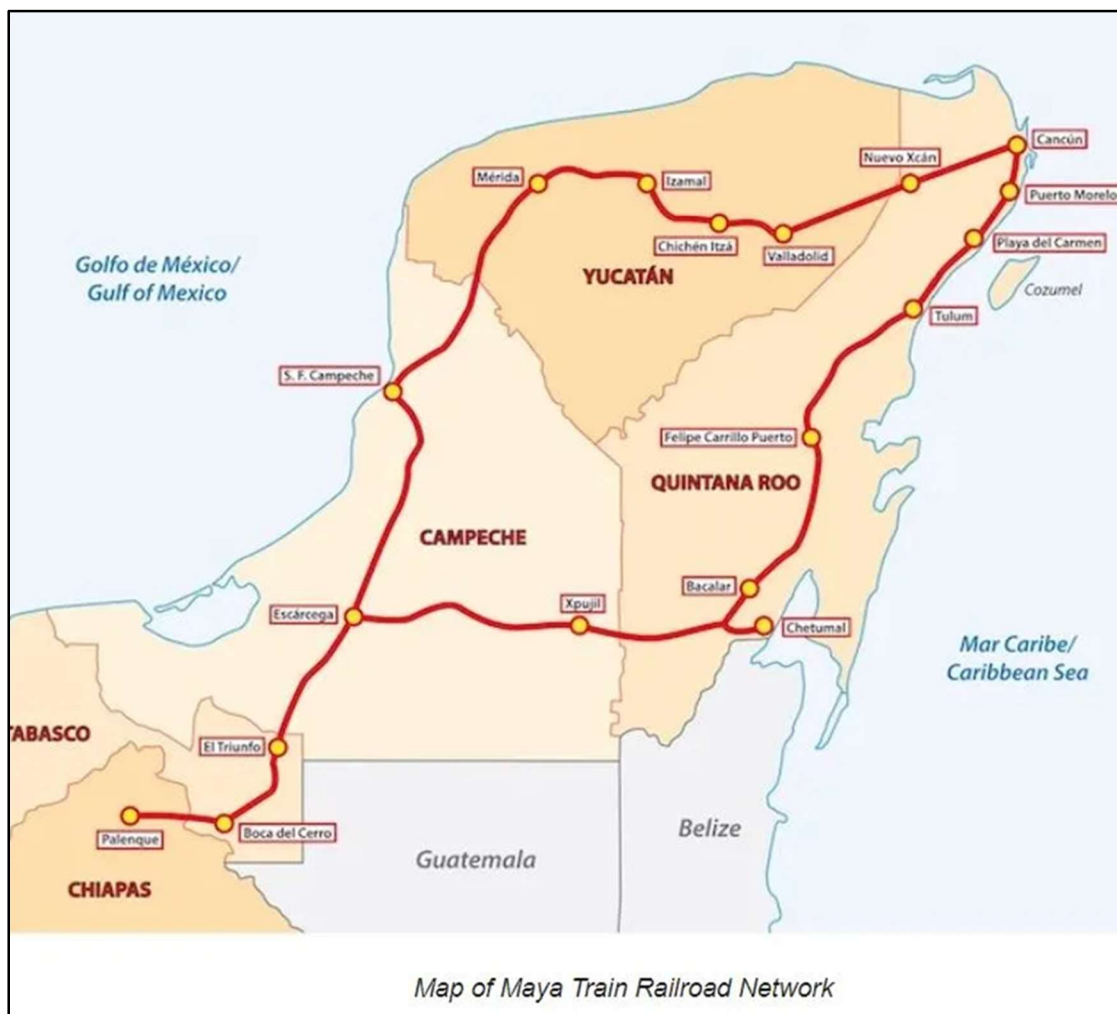 Cancún
Nuevo Xcán
Mérida
Izamal
Puerto Morelo
Chichén Itzá
Valladolid
Playa del Carmen
Golfo de México/
Gulf of Mexico
YUCATÁN
Cozumel
Tulum
S. F. Campeche
Felipe Carrillo Puerto
QUINTANA ROO
CAMPECHE
Bacalar
Xpujil
Escárcega
Chetumal
Mar Caribe/
Caribbean Sea
TABASCO
El Triunfo
Boca del Cerro
Palenque
Belize
Guatemala
CHIAPAS
Map of Maya Train Railroad Network